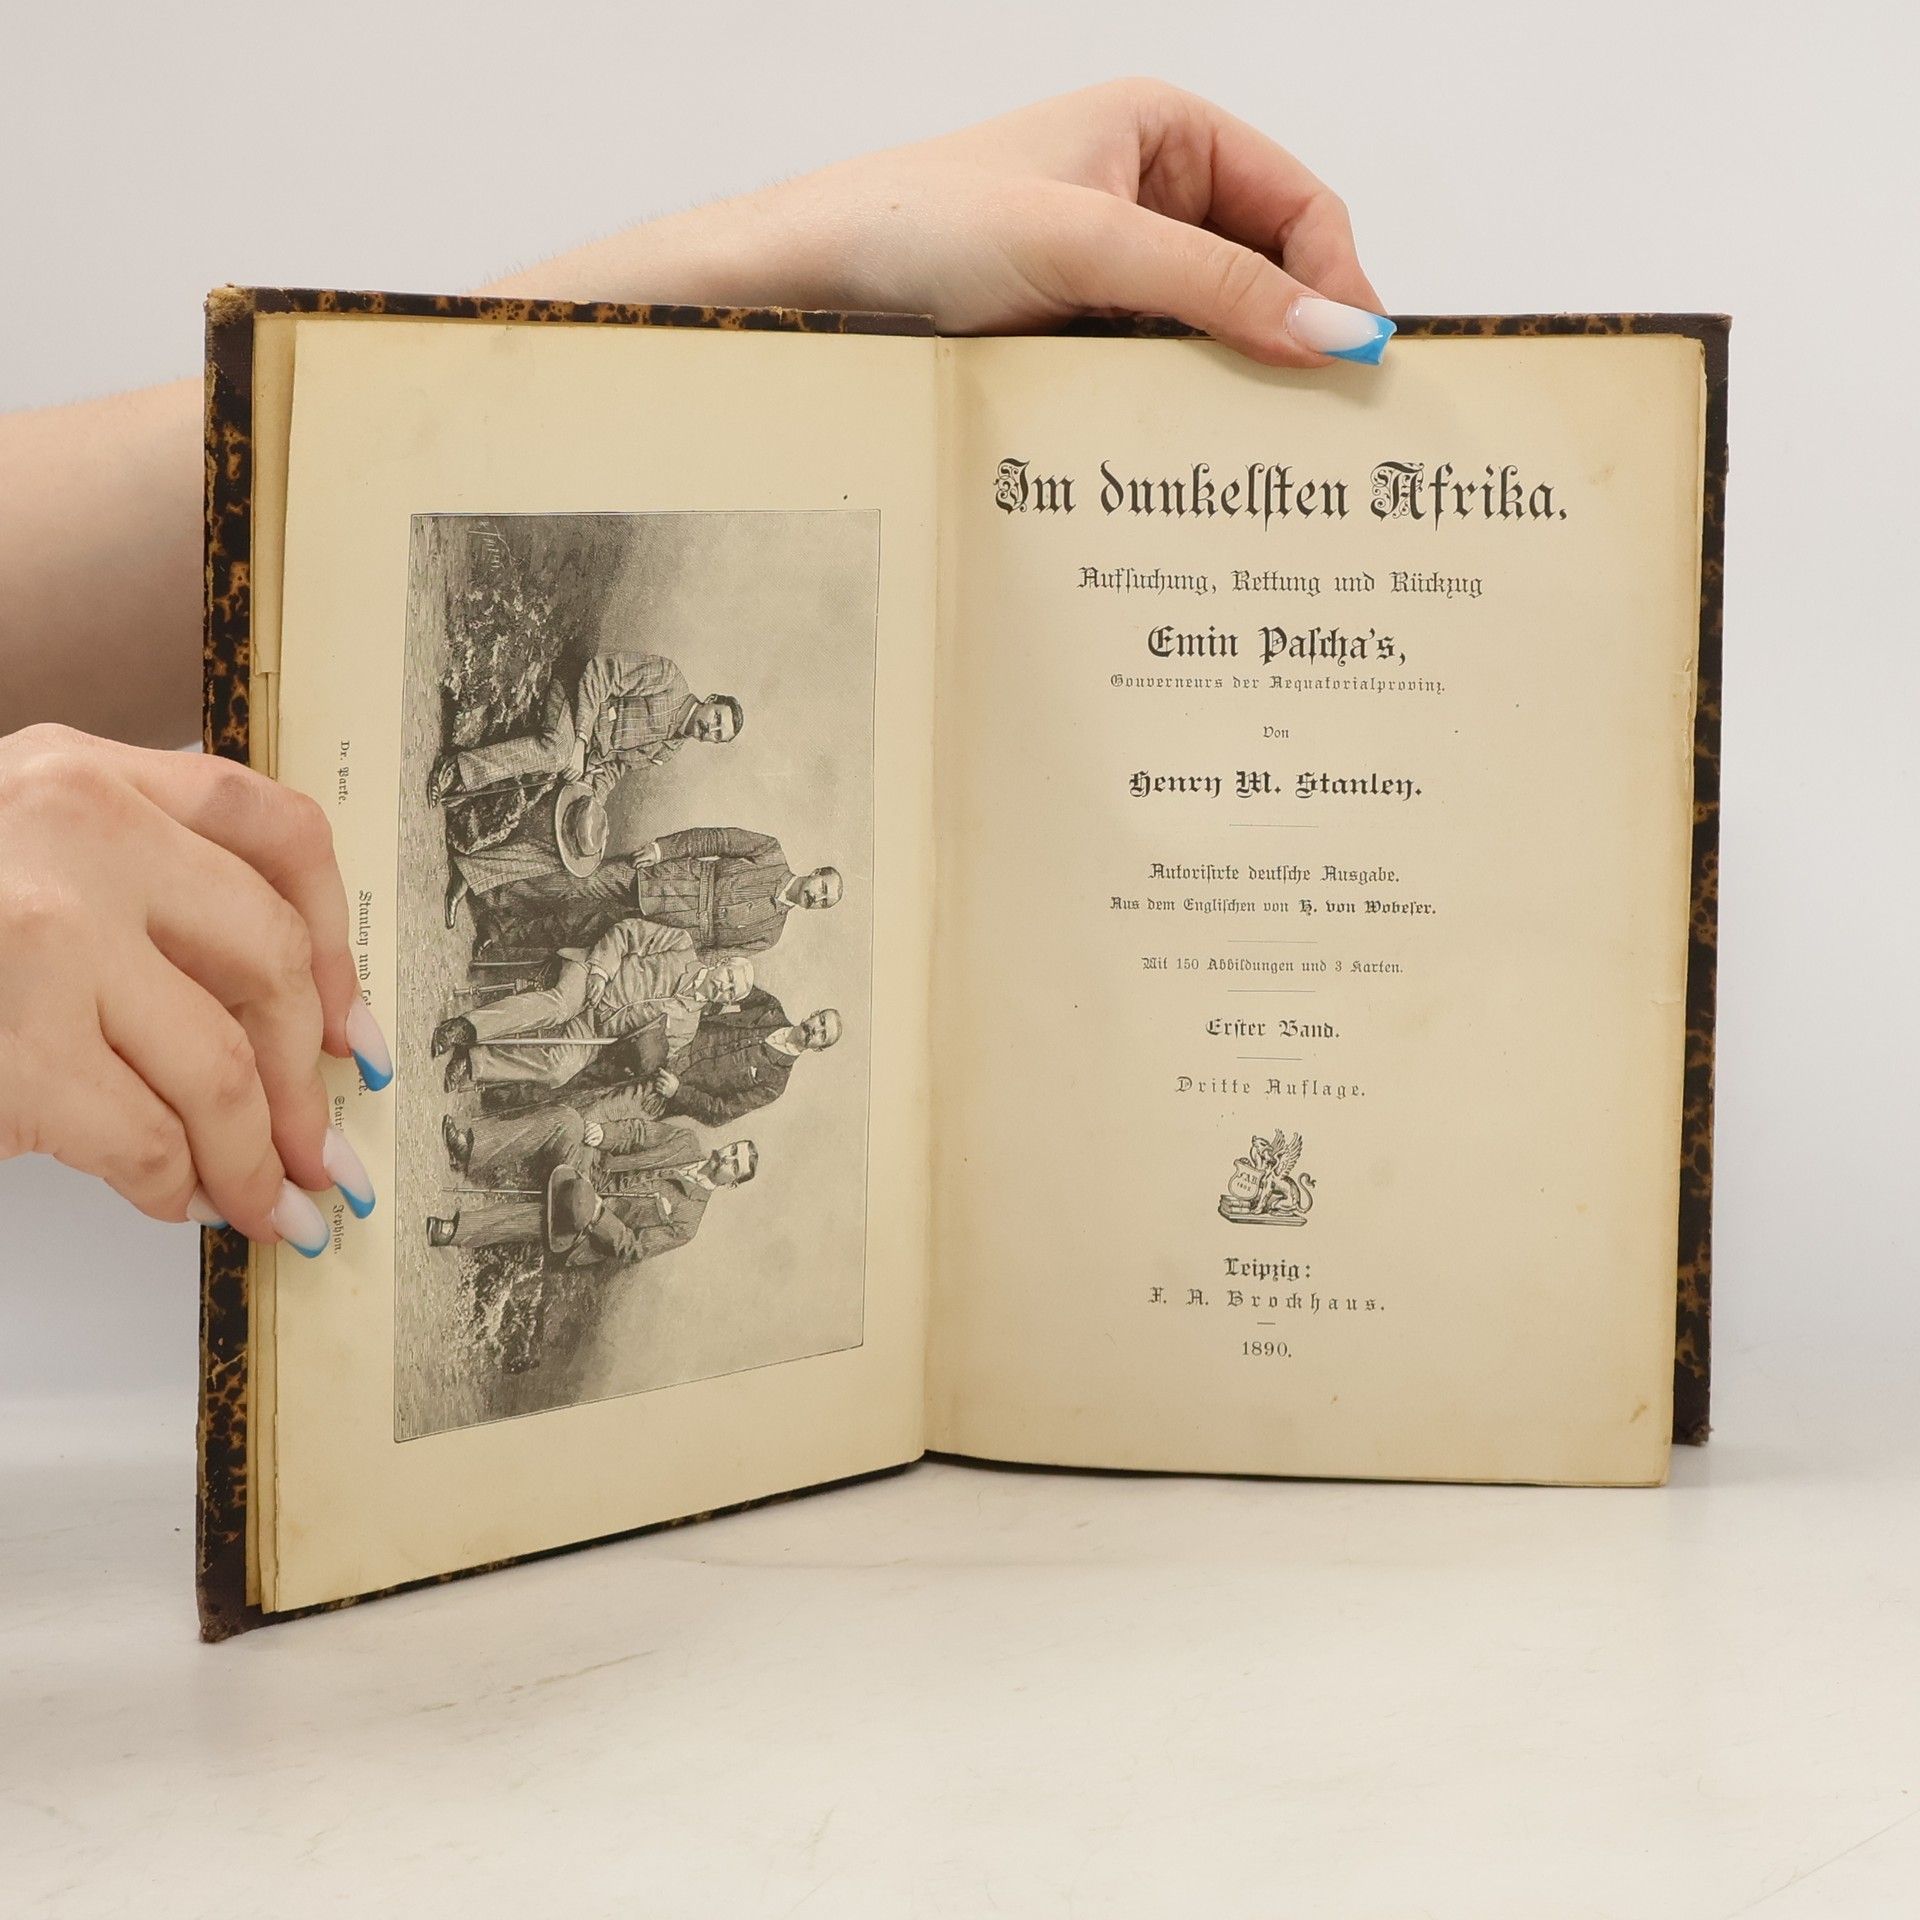 Dr. Parke.
Stanley und
Jephson.
Im dunkelſten Afrika.
Aufſuchung, Rettung und Rückzug
Emin Paſcha's,
Gouverneurs der Aequatorialprovinz.
Von
Henry M. Stanley.
Autoriſirte deutſche Ausgabe.
Aus dem Engliſchen von H. von Wobeſer.
Mit 150 Abbildungen und 3 Karten.
Erſter Band.
Dritte Auflage.
FAB
Leipzig:
F. A. Brockhaus.
1890.